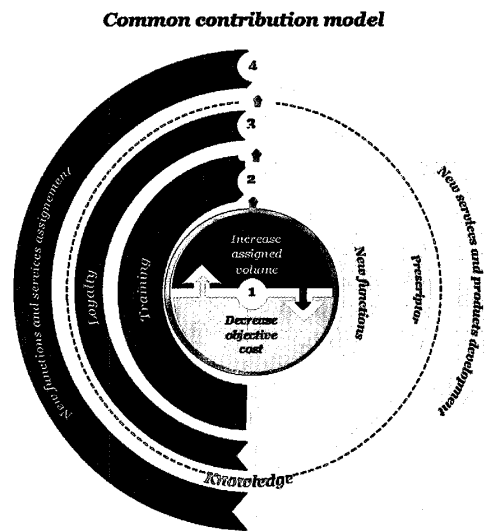 Common contribution model
4
3
2
Increase
assigned
volume
1
Decrease
objective
cost
Training
Loyalty
New functions and services assignement
New functions
Prescriptor
New services and products development
Knowledge